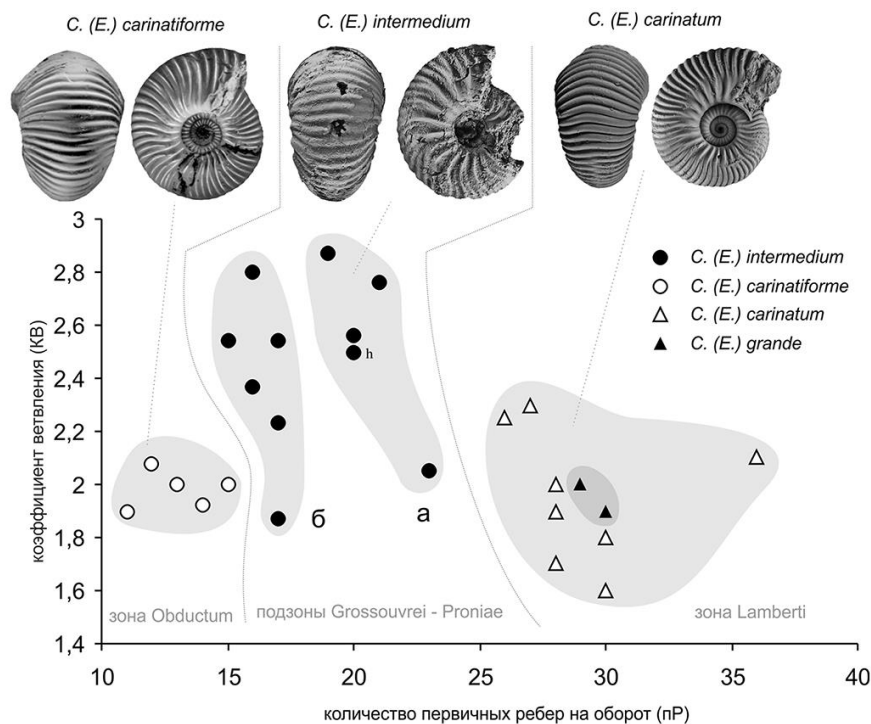 C. (E.) carinatiforme
C. (E.) intermedium
C. (E.) carinatum
3
2,8
2,6
2,4
2,2
2
1,8
1,6
1,4
коэффициент ветвления (КВ)
C. (E.) intermedium
C. (E.) carinatiforme
C. (E.) carinatum
C. (E.) grande
h
б
а
зона Obductum
подзоны Grossouvrei - Proniae
зона Lamberti
10
15
20
25
30
35
40
количество первичных ребер на оборот (пР)